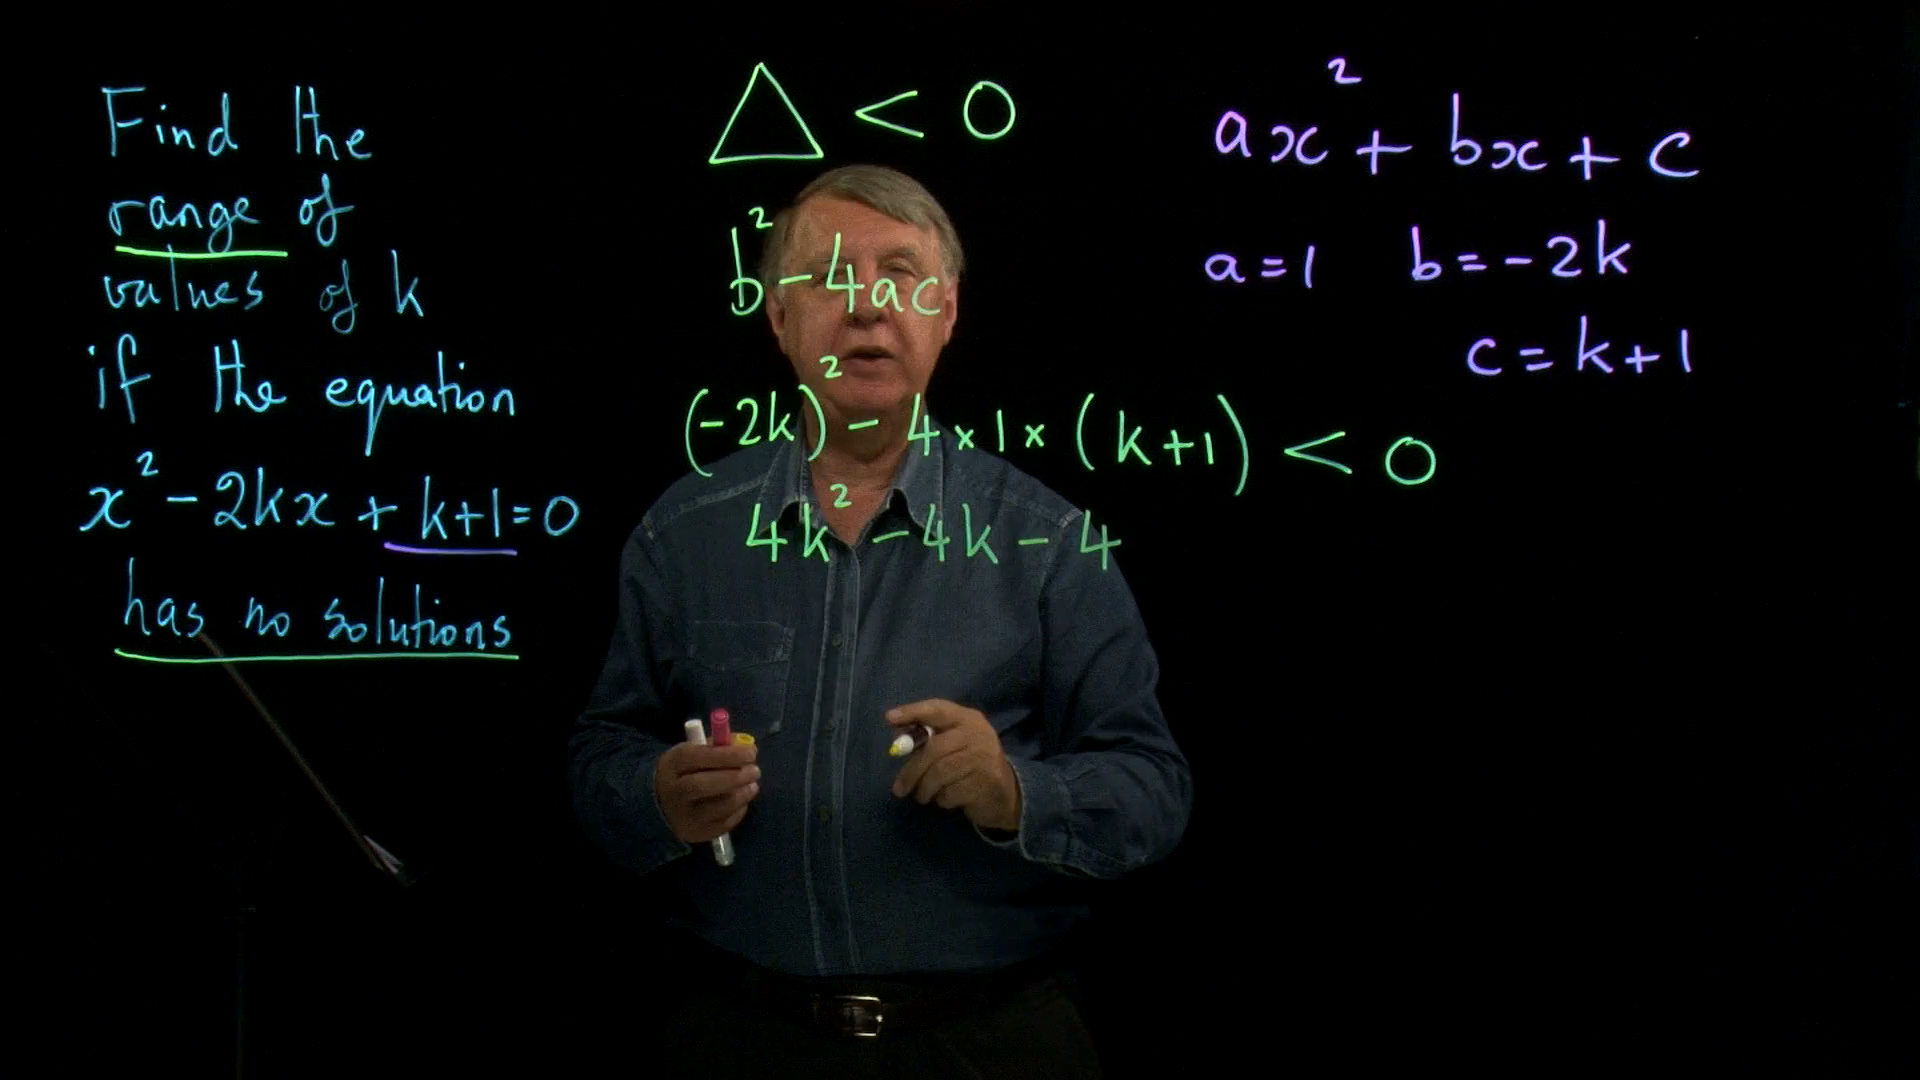 Find the
range of
values of k
if the equation
x² - 2kx + k+1 = 0
has no solutions
△ < 0
b² - 4ac
(-2k)² - 4 × 1 × (k+1) < 0
4k² - 4k - 4
ax² + bx + c
a = 1 b = -2k
c = k + 1